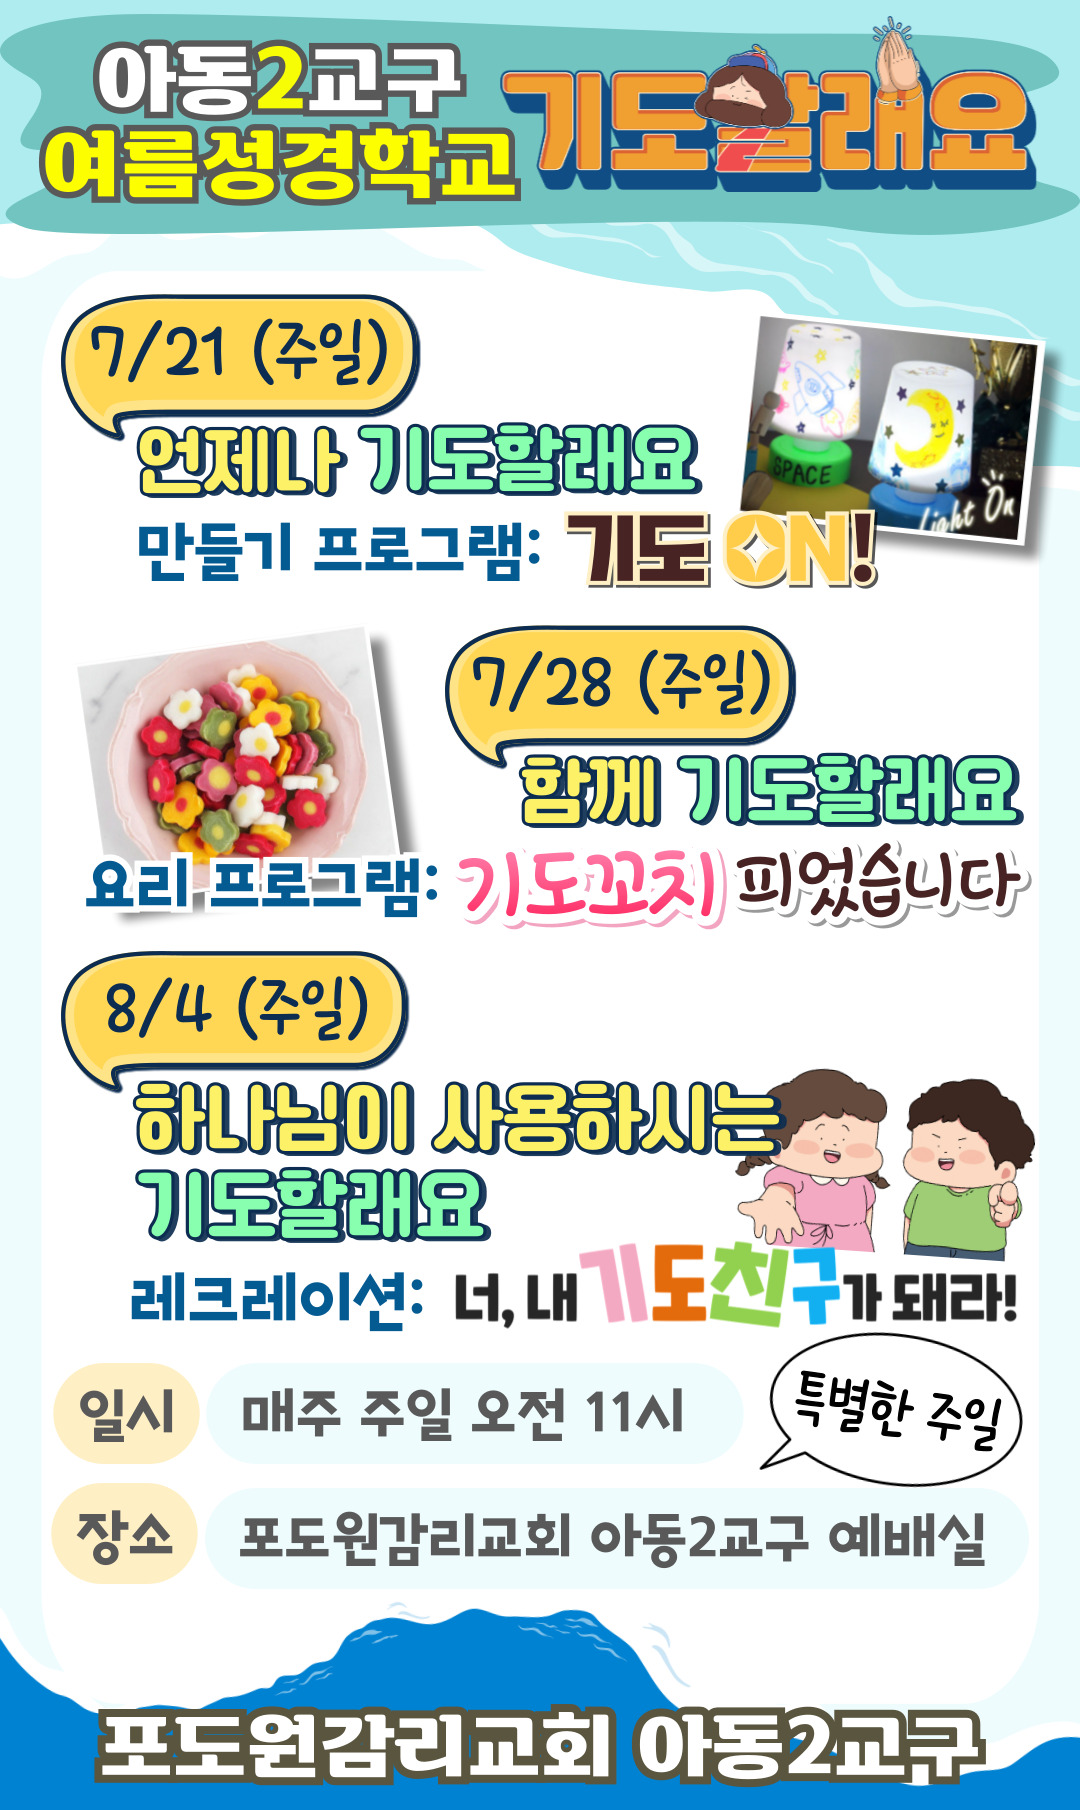 아동2교구
여름성경학교
기도할래요
7/21 (주일)
언제나 기도할래요
만들기 프로그램: 기도 ON!
SPACE
Light On
7/28 (주일)
함께 기도할래요
요리 프로그램: 기도꼬치 피었습니다
8/4 (주일)
하나님이 사용하시는
기도할래요
레크레이션: 너, 내 기도친구가 돼라!
일시 매주 주일 오전 11시
특별한 주일
장소 포도원감리교회 아동2교구 예배실
포도원감리교회 아동2교구